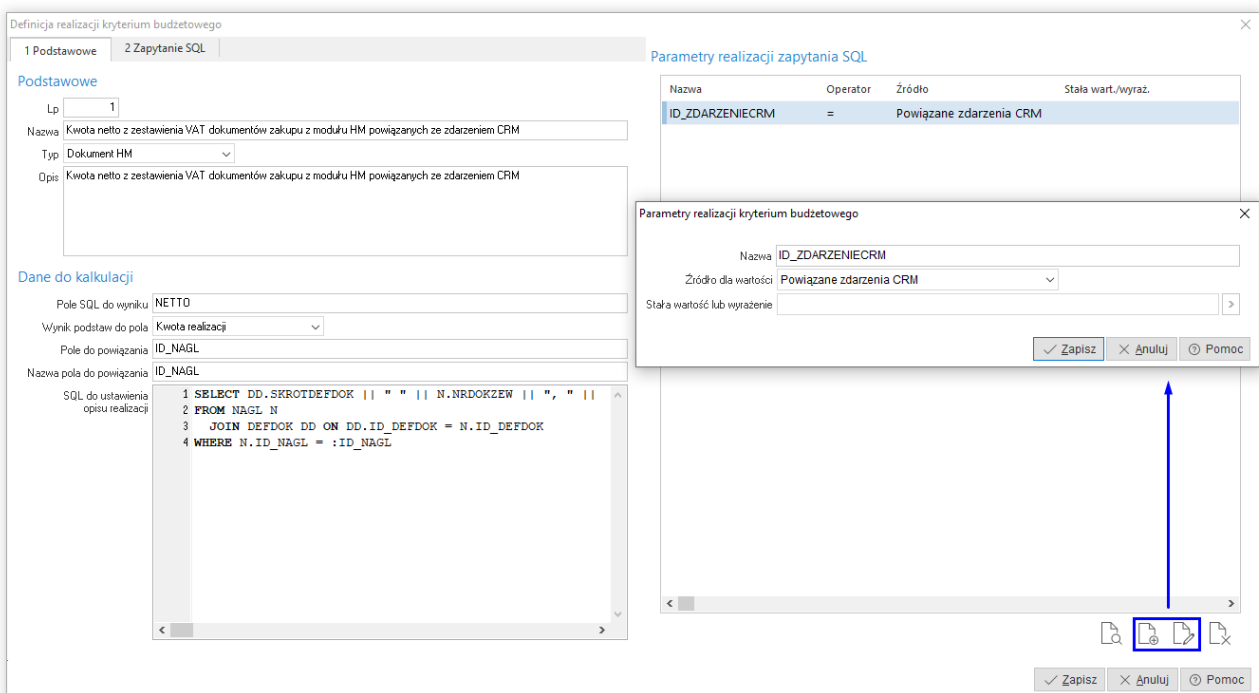 Definicja realizacji kryterium budżetowego
1 Podstawowe
2 Zapytanie SQL
Podstawowe
Lp 1
Nazwa Kwota netto z zestawienia VAT dokumentów zakupu z modułu HM powiązanych ze zdarzeniem CRM
Typ Dokument HM
Opis Kwota netto z zestawienia VAT dokumentów zakupu z modułu HM powiązanych ze zdarzeniem CRM
Dane do kalkulacji
Pole SQL do wyniku NETTO
Wynik podstaw do pola Kwota realizacji
Pole do powiązania ID_NAGL
Nazwa pola do powiązania ID_NAGL
SQL do ustawienia
opisu realizacji
1 SELECT DD.SKROTDEFDOK || " " || N.NRDOKZEW || ", " ||
2 FROM NAGL N
3 JOIN DEFDOK DD ON DD.ID_DEFDOK = N.ID_DEFDOK
4 WHERE N.ID_NAGL = :ID_NAGL
Parametry realizacji zapytania SQL
Nazwa Operator Źródło Stała wart./wyraż.
ID_ZDARZENIECRM = Powiązane zdarzenia CRM
Parametry realizacji kryterium budżetowego
Nazwa ID_ZDARZENIECRM
Źródło dla wartości Powiązane zdarzenia CRM
Stała wartość lub wyrażenie
Zapisz Anuluj Pomoc
Zapisz Anuluj Pomoc